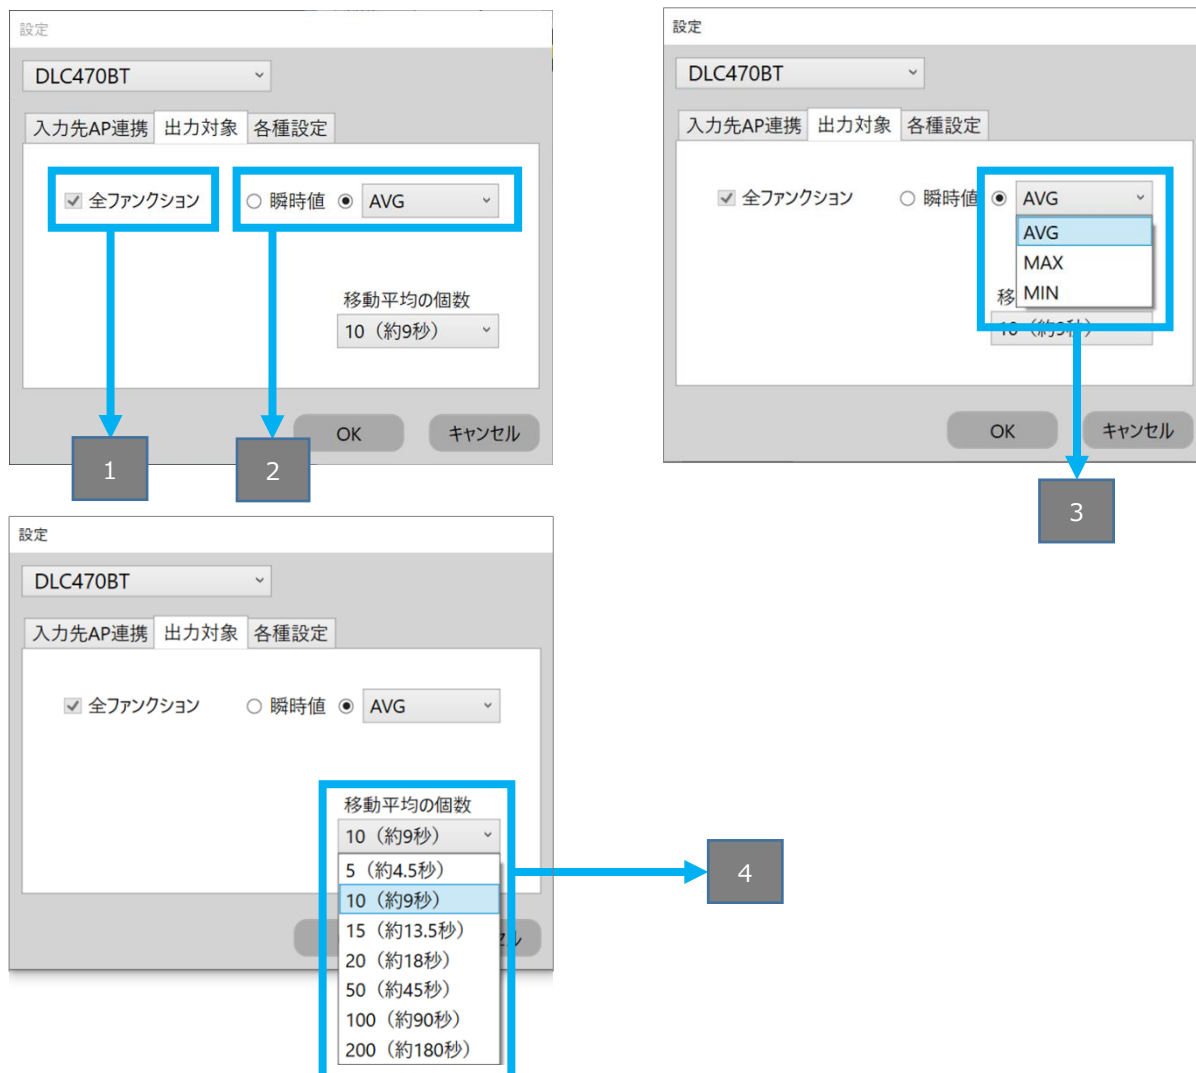 設定
DLC470BT
入力先AP連携 出力対象 各種設定
全ファンクション 瞬時値 AVG
移動平均の個数
10（約9秒）
OK キャンセル
1
2
設定
DLC470BT
入力先AP連携 出力対象 各種設定
全ファンクション 瞬時値 AVG
AVG
MAX
移 MIN
10（約9秒）
OK キャンセル
3
設定
DLC470BT
入力先AP連携 出力対象 各種設定
全ファンクション 瞬時値 AVG
移動平均の個数
10（約9秒）
5（約4.5秒）
10（約9秒）
15（約13.5秒）
セル
20（約18秒）
50（約45秒）
100（約90秒）
200（約180秒）
4